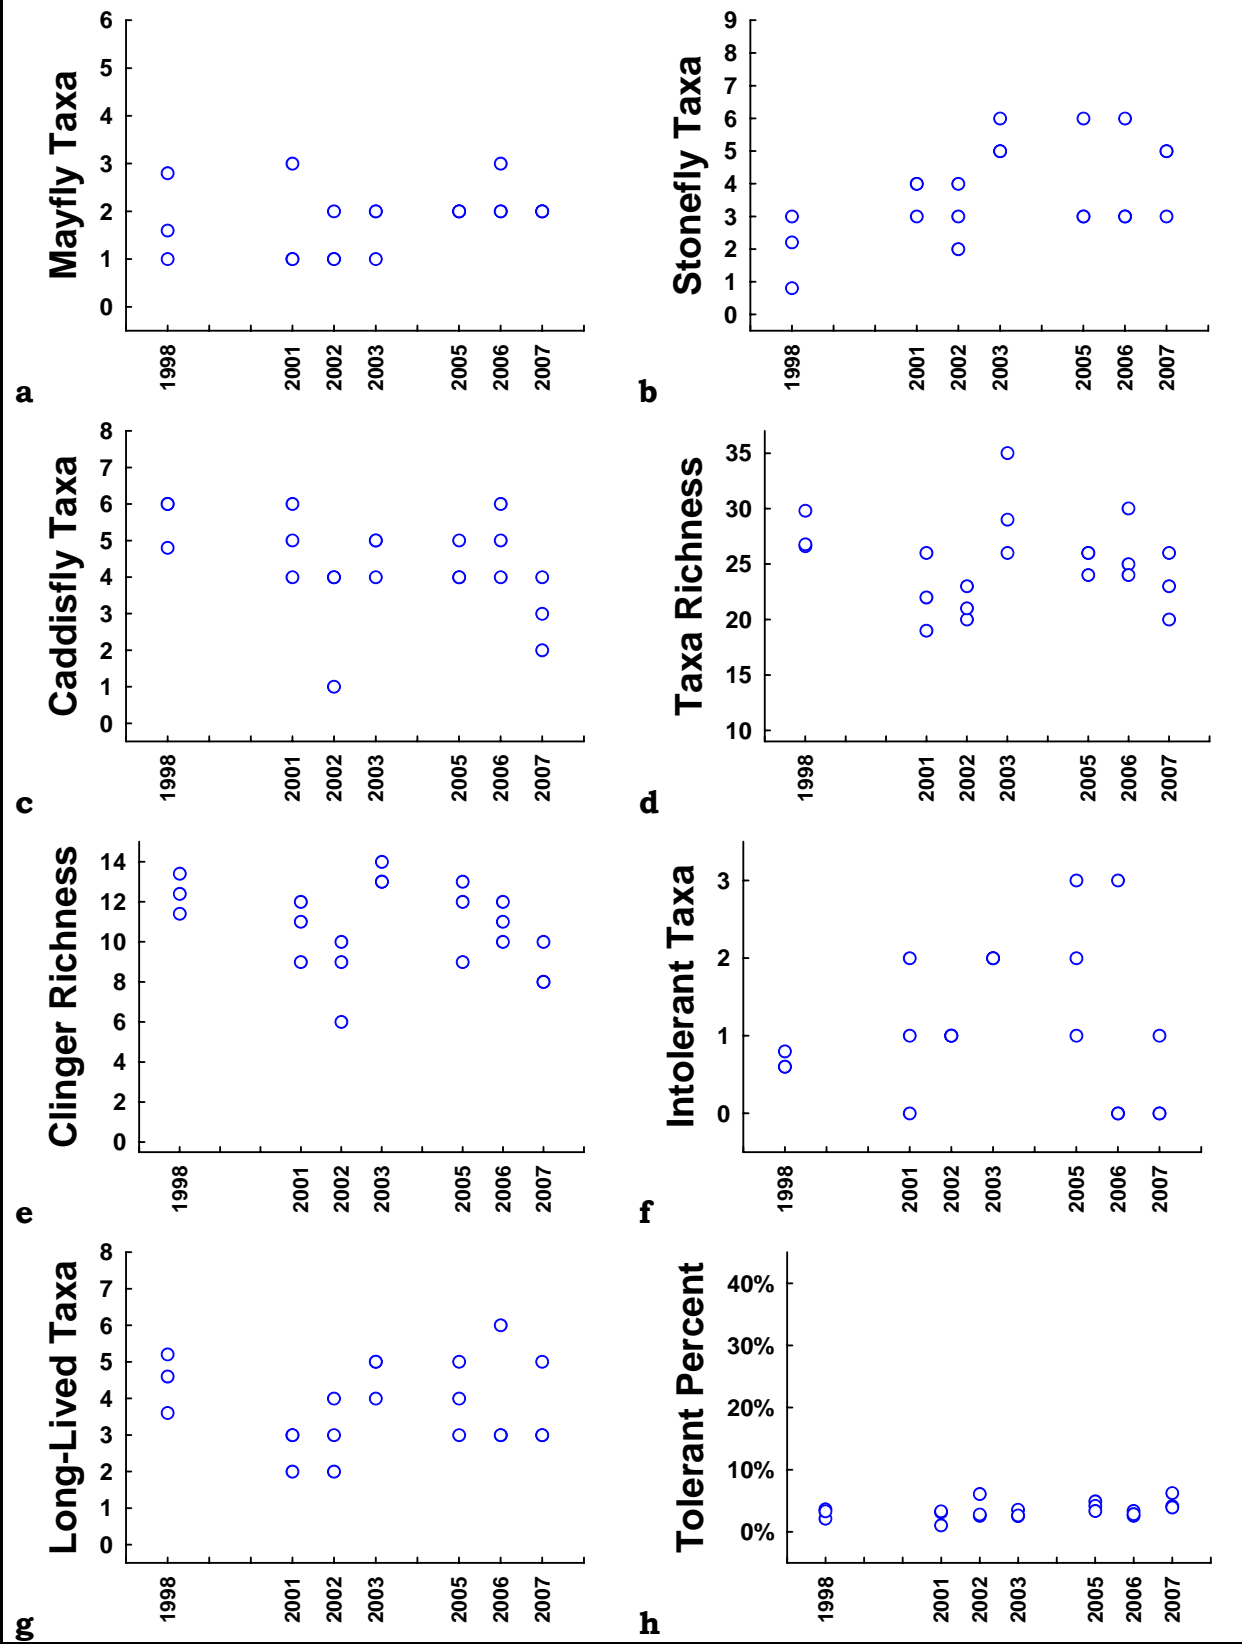 Mayfly Taxa
6
5
4
3
2
1
0
1998 2001 2002 2003 2005 2006 2007
a
Stonefly Taxa
9
8
7
6
5
4
3
2
1
0
1998 2001 2002 2003 2005 2006 2007
b
Caddisfly Taxa
8
7
6
5
4
3
2
1
0
1998 2001 2002 2003 2005 2006 2007
c
Taxa Richness
35
30
25
20
15
10
1998 2001 2002 2003 2005 2006 2007
d
Clinger Richness
14
12
10
8
6
4
2
0
1998 2001 2002 2003 2005 2006 2007
e
Intolerant Taxa
3
2
1
0
1998 2001 2002 2003 2005 2006 2007
f
Long-Lived Taxa
8
7
6
5
4
3
2
1
0
1998 2001 2002 2003 2005 2006 2007
g
Tolerant Percent
40%
30%
20%
10%
0%
1998 2001 2002 2003 2005 2006 2007
h